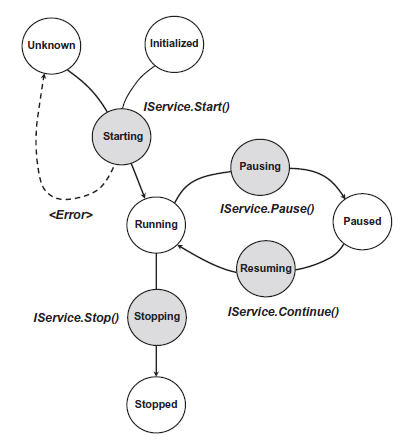 Unknown
Initialized
IService.Start()
Starting
Pausing
<Error>
IService.Pause()
Running
Paused
Resuming
IService.Stop()
Stopping
IService.Continue()
Stopped